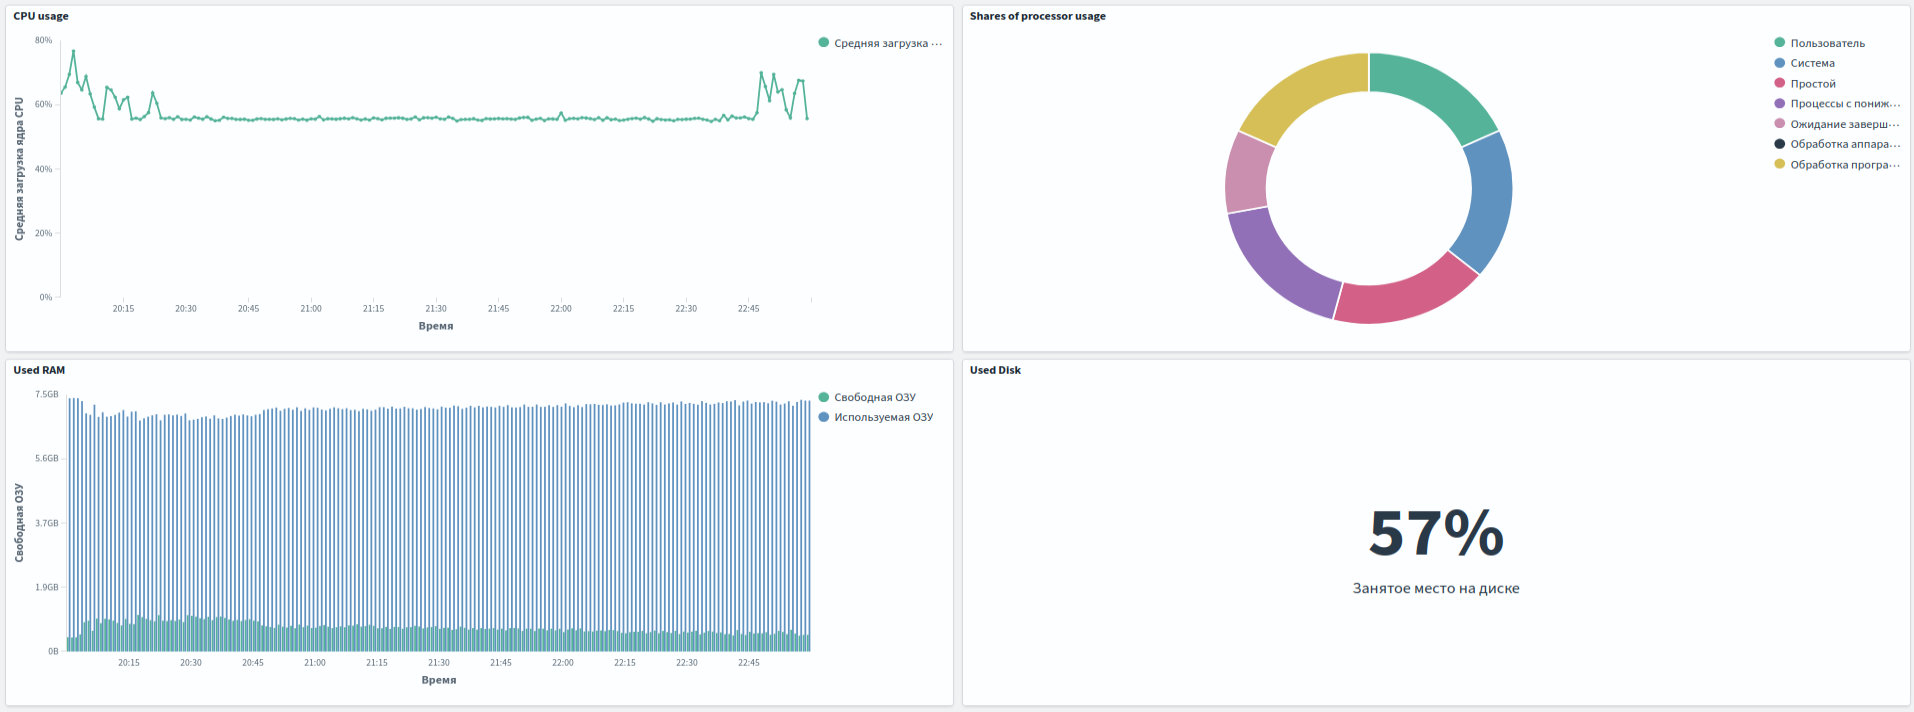 CPU usage
80%
60%
40%
20%
0%
Средняя загрузка ядра CPU
20:15 20:30 20:45 21:00 21:15 21:30 21:45 22:00 22:15 22:30 22:45
Время
Средняя загрузка ...
Shares of processor usage
Пользователь
Система
Простой
Процессы с пониж...
Ожидание заверш...
Обработка аппара...
Обработка програ...
Used RAM
7.5GB
5.6GB
3.7GB
1.9GB
0B
Свободная ОЗУ
20:15 20:30 20:45 21:00 21:15 21:30 21:45 22:00 22:15 22:30 22:45
Время
Свободная ОЗУ
Используемая ОЗУ
Used Disk
57%
Занятое место на диске